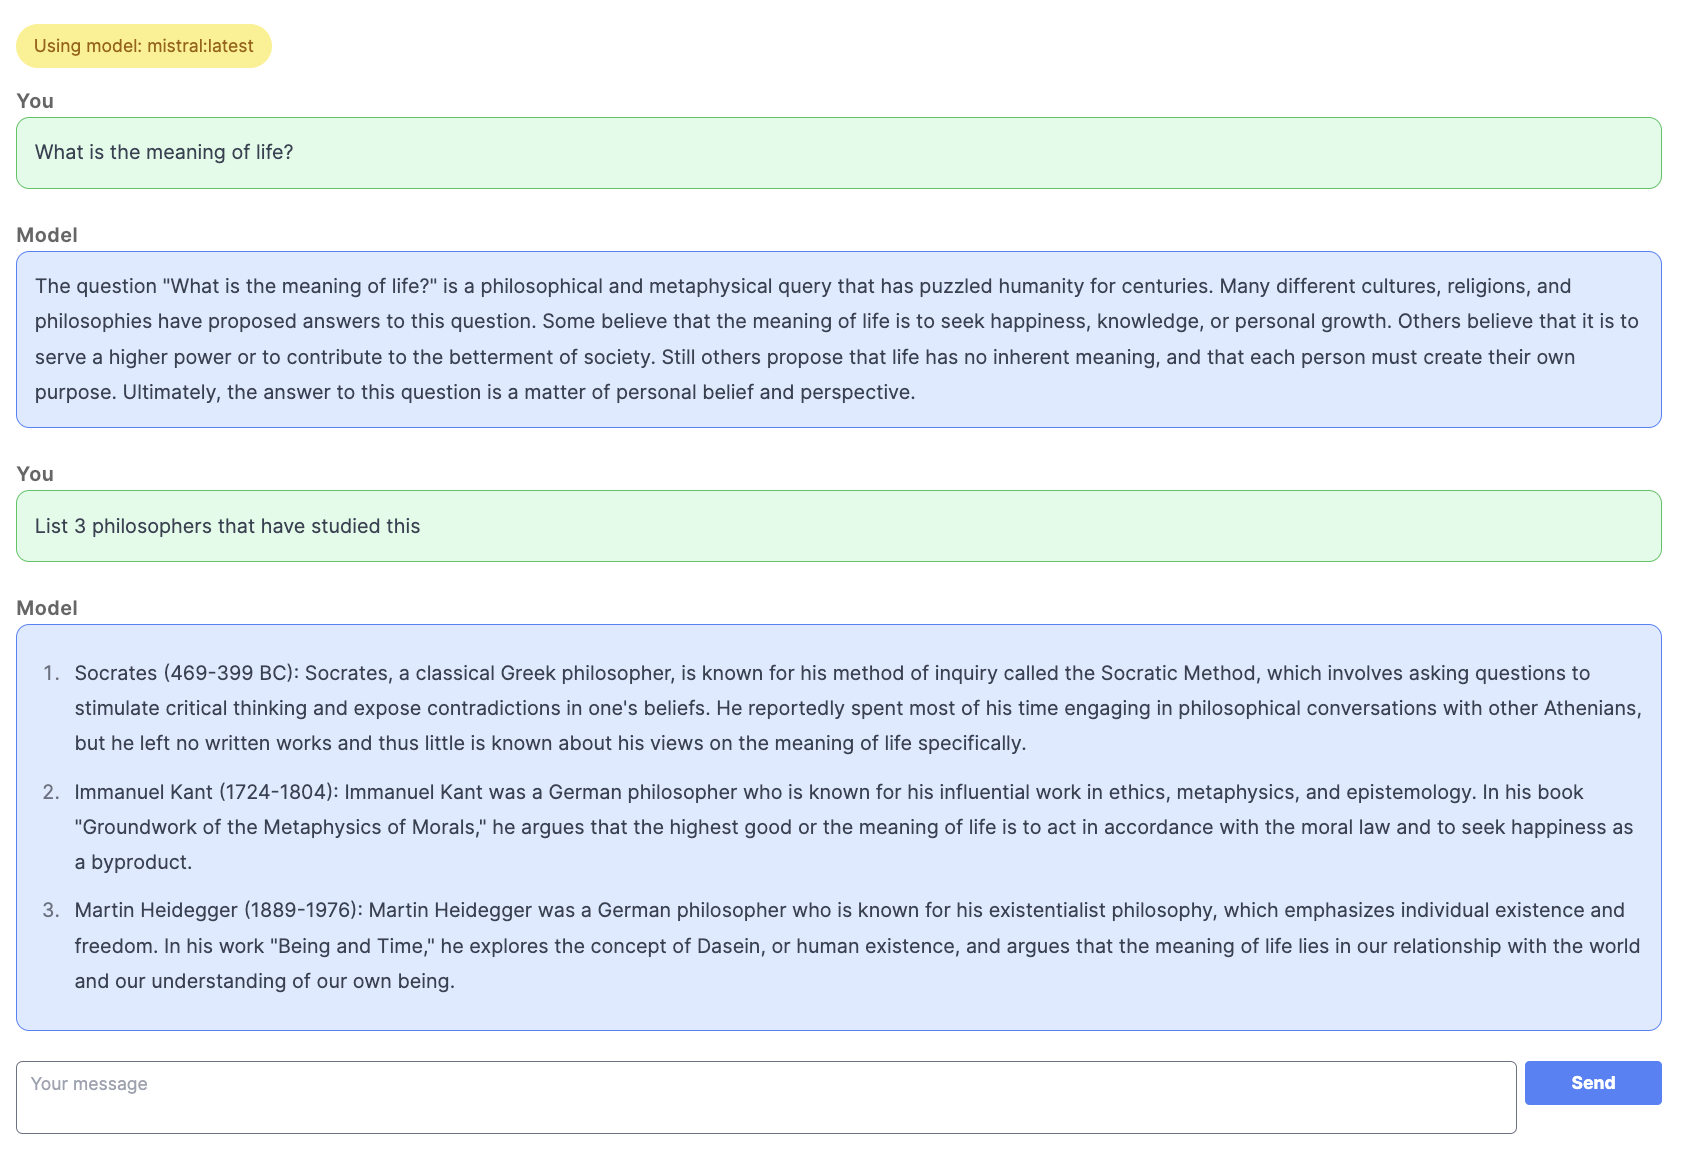 Using model: mistral:latest
You
What is the meaning of life?
Model
The question "What is the meaning of life?" is a philosophical and metaphysical query that has puzzled humanity for centuries. Many different cultures, religions, and
philosophies have proposed answers to this question. Some believe that the meaning of life is to seek happiness, knowledge, or personal growth. Others believe that it is to
serve a higher power or to contribute to the betterment of society. Still others propose that life has no inherent meaning, and that each person must create their own
purpose. Ultimately, the answer to this question is a matter of personal belief and perspective.
You
List 3 philosophers that have studied this
Model
1. Socrates (469-399 BC): Socrates, a classical Greek philosopher, is known for his method of inquiry called the Socratic Method, which involves asking questions to
stimulate critical thinking and expose contradictions in one's beliefs. He reportedly spent most of his time engaging in philosophical conversations with other Athenians,
but he left no written works and thus little is known about his views on the meaning of life specifically.
2. Immanuel Kant (1724-1804): Immanuel Kant was a German philosopher who is known for his influential work in ethics, metaphysics, and epistemology. In his book
"Groundwork of the Metaphysics of Morals," he argues that the highest good or the meaning of life is to act in accordance with the moral law and to seek happiness as
a byproduct.
3. Martin Heidegger (1889-1976): Martin Heidegger was a German philosopher who is known for his existentialist philosophy, which emphasizes individual existence and
freedom. In his work "Being and Time," he explores the concept of Dasein, or human existence, and argues that the meaning of life lies in our relationship with the world
and our understanding of our own being.
Your message
Send